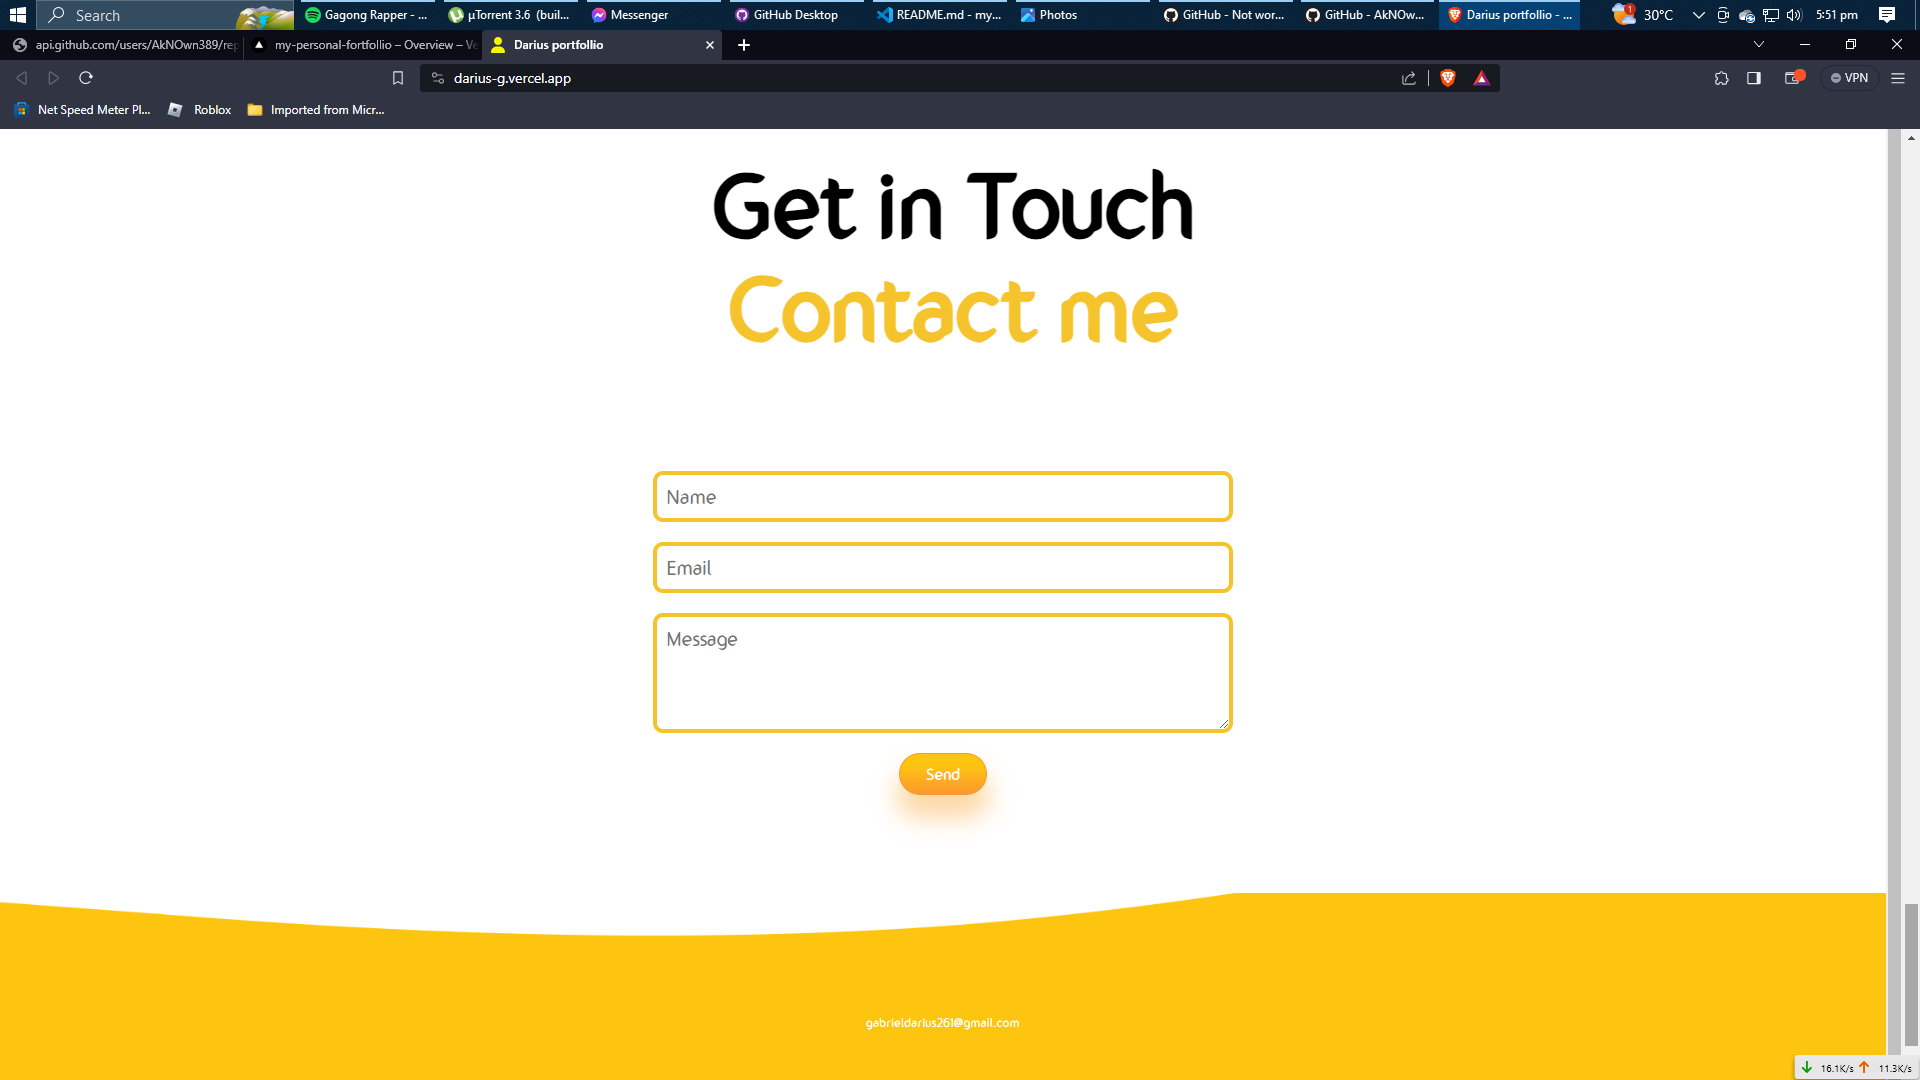 Search
Gagong Rapper - ...
µTorrent 3.6 (buil...
Messenger
GitHub Desktop
README.md - my...
Photos
GitHub - Not wor...
GitHub - AkNOw...
Darius portfollio - ...
1
30°C
5:51 pm
api.github.com/users/AkNOwn389/rep
my-personal-fortfollio – Overview – Ve
Darius portfollio
darius-g.vercel.app
VPN
Net Speed Meter Pl...
Roblox
Imported from Micr...
Get in Touch
Contact me
Name
Email
Message
Send
gabrieldarius261@gmail.com
16.1K/s
11.3K/s